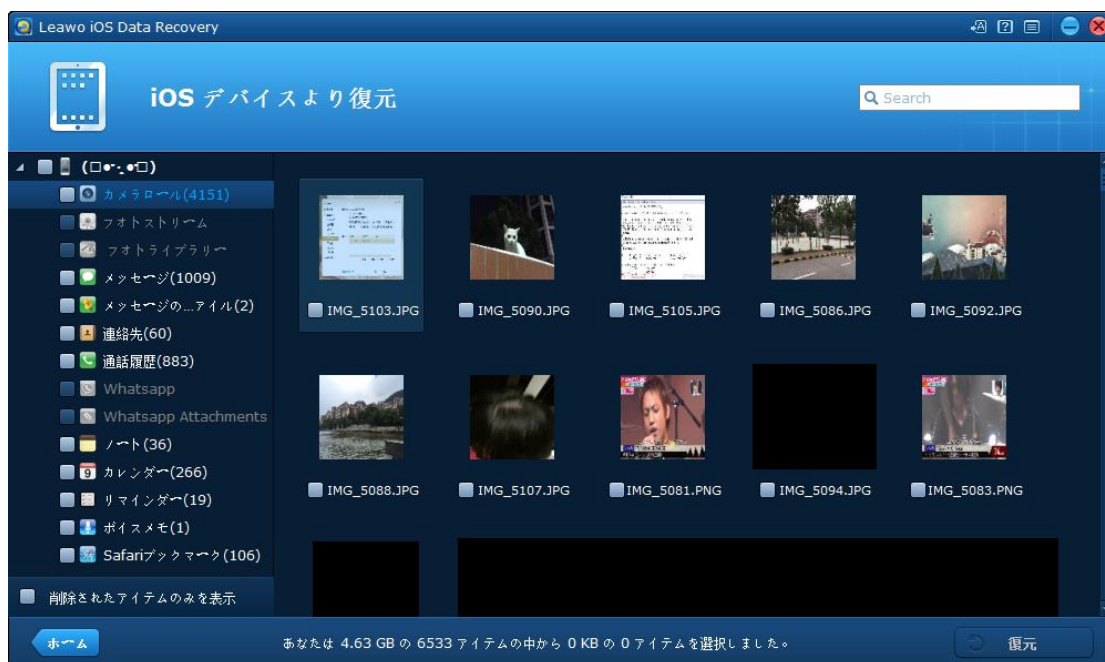 Leawo iOS Data Recovery
iOS デバイスより復元
Search
カメラロール(4151)
フォトストリーム
フォトライブラリー
メッセージ(1009)
メッセージの...アイル(2)
連絡先(60)
通話履歴(883)
Whatsapp
Whatsapp Attachments
ノート(36)
カレンダー(266)
リマインダー(19)
ボイスメモ(1)
Safariブックマーク(106)
削除されたアイテムのみを表示
IMG_5103.JPG IMG_5090.JPG IMG_5105.JPG IMG_5086.JPG IMG_5092.JPG
IMG_5088.JPG IMG_5107.JPG IMG_5081.PNG IMG_5094.JPG IMG_5083.PNG
ホーム
あなたは 4.63 GB の 6533 アイテムの中から 0 KB の 0 アイテムを選択しました。
復元